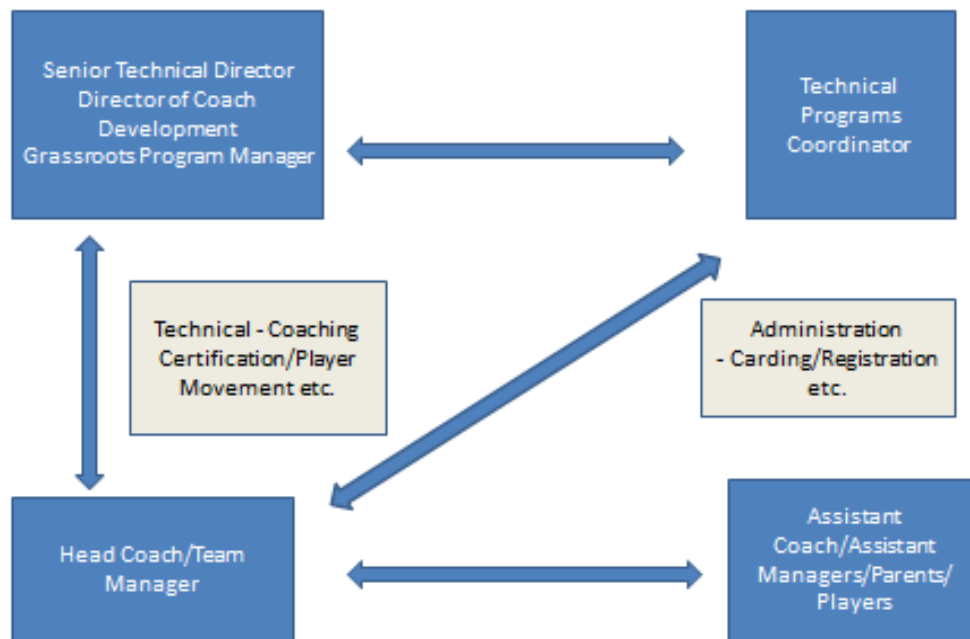 Senior Technical Director
Director of Coach
Development
Grassroots Program Manager
Technical
Programs
Coordinator
Technical - Coaching
Certification/Player
Movement etc.
Administration
- Carding/Registration
etc.
Head Coach/Team
Manager
Assistant
Coach/Assistant
Managers/Parents/
Players